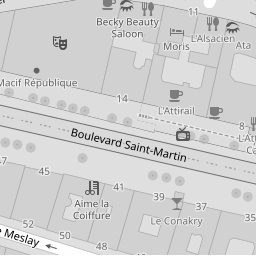 11
Becky Beauty
Saloon
L'Alsacien
Moris
Ata
Macif République
14
L'Attirail
8
Boulevard Saint-Martin
47
45
41
39
37
Aime la
Coiffure
Le Conakry
52
50
48
Meslay